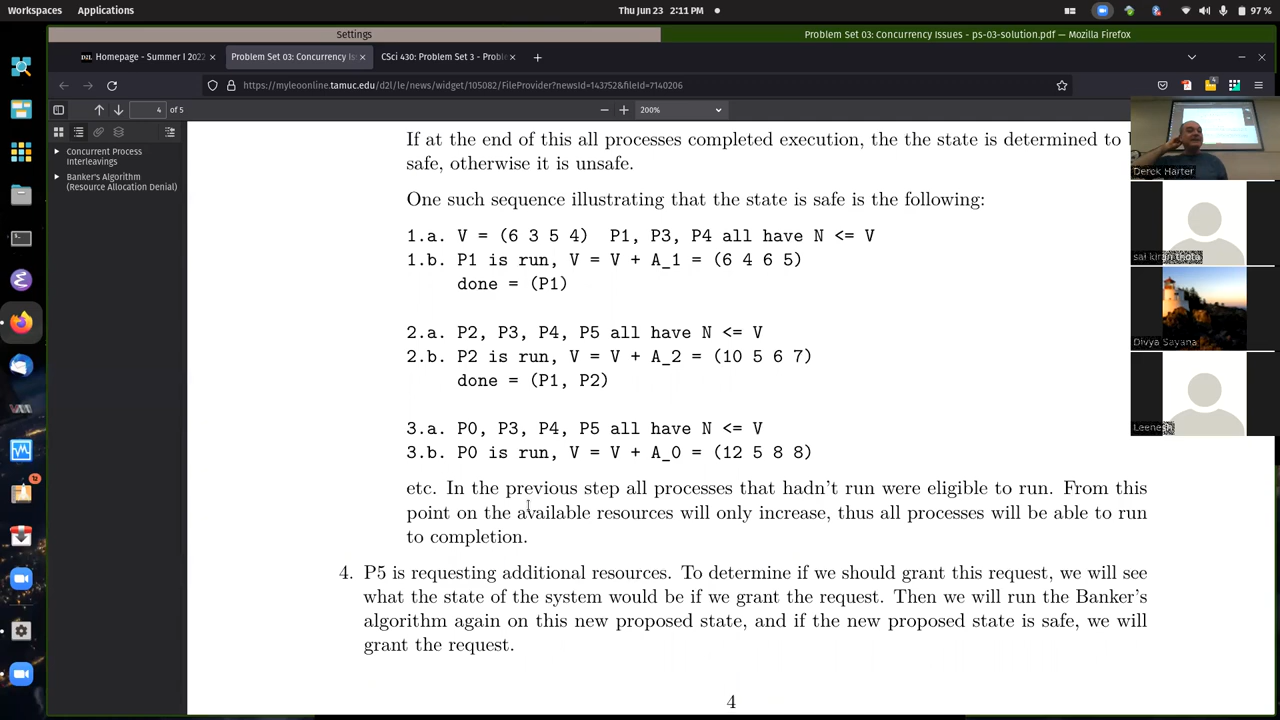 Workspaces Applications Thu Jun 23 2:11 PM 97 %
Settings Problem Set 03: Concurrency Issues - ps-03-solution.pdf — Mozilla Firefox
Homepage - Summer I 2022 Problem Set 03: Concurrency Is CSci 430: Problem Set 3 - Proble
https://myleoonline.tamuc.edu/d2l/le/news/widget/105082/FileProvider?newsId=143752&fileId=7140206
4 of 5 200%
Concurrent Process
Interleavings
Banker's Algorithm
(Resource Allocation Denial)
If at the end of this all processes completed execution, the the state is determined to b
safe, otherwise it is unsafe.
One such sequence illustrating that the state is safe is the following:
1.a. V = (6 3 5 4) P1, P3, P4 all have N <= V
1.b. P1 is run, V = V + A_1 = (6 4 6 5)
done = (P1)
2.a. P2, P3, P4, P5 all have N <= V
2.b. P2 is run, V = V + A_2 = (10 5 6 7)
done = (P1, P2)
3.a. P0, P3, P4, P5 all have N <= V
3.b. P0 is run, V = V + A_0 = (12 5 8 8)
etc. In the previous step all processes that hadn't run were eligible to run. From this
point on the available resources will only increase, thus all processes will be able to run
to completion.
4. P5 is requesting additional resources. To determine if we should grant this request, we will see
what the state of the system would be if we grant the request. Then we will run the Banker's
algorithm again on this new proposed state, and if the new proposed state is safe, we will
grant the request.
4
Derek Harter
sai kiran thota
Divya Sayana
Leenesh
12